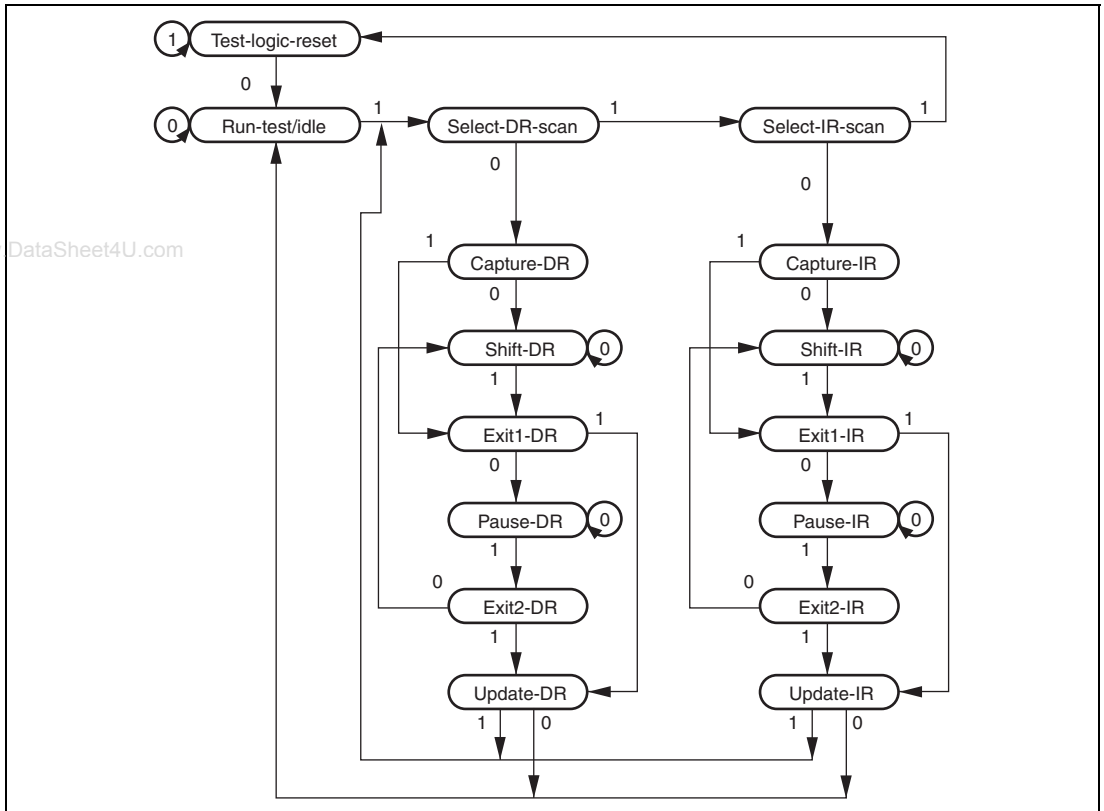 1 Test-logic-reset
0
0 Run-test/idle 1 Select-DR-scan 1 Select-IR-scan 1
0 0
DataSheet4U.com
1 1
Capture-DR Capture-IR
0 0
Shift-DR 0 Shift-IR 0
1 1
Exit1-DR 1 Exit1-IR 1
0 0
Pause-DR 0 Pause-IR 0
1 1
0 0
Exit2-DR Exit2-IR
1 1
Update-DR Update-IR
1 0 1 0